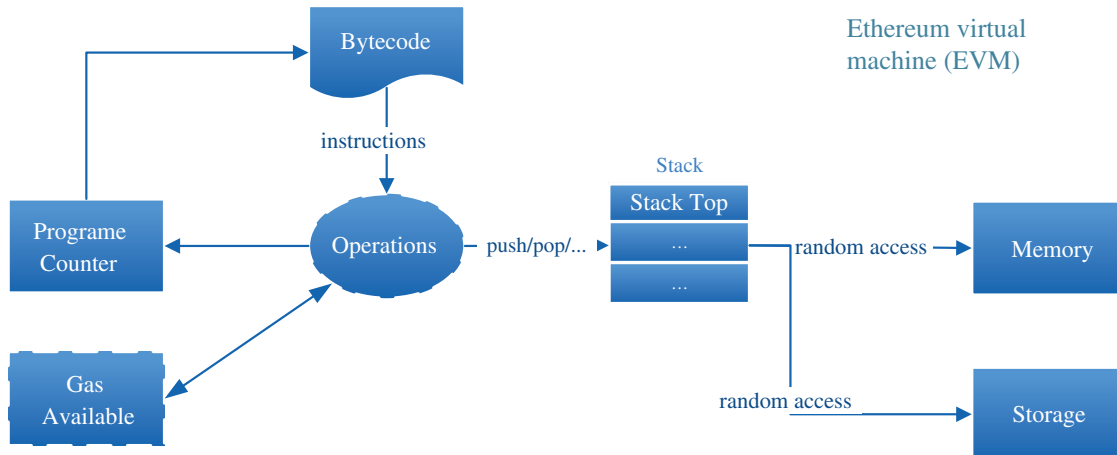 Bytecode
Ethereum virtual
machine (EVM)
instructions
Stack
Stack Top
Programe
Counter
Operations
push/pop/...
...
random access
Memory
...
Gas
Available
random access
Storage